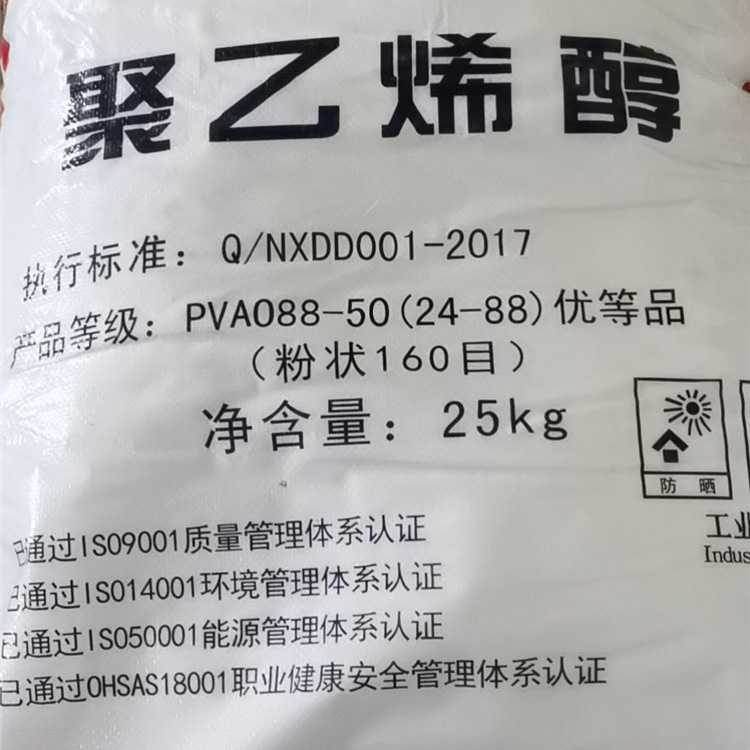 聚乙烯醇
执行标准：Q/NXDD001-2017
产品等级：PVA088-50(24-88)优等品
（粉状160目）
净含量：25kg
防晒
工业
Indus
已通过ISO9001质量管理体系认证
已通过ISO14001环境管理体系认证
已通过ISO50001能源管理体系认证
已通过OHSAS18001职业健康安全管理体系认证